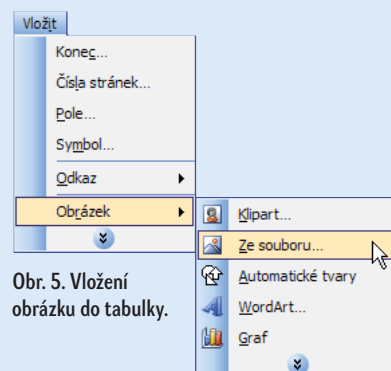 Vložit
Konec...
Čísla stránek...
Pole...
Symbol...
Odkaz
Obrázek
Klipart...
Ze souboru...
Automatické tvary
WordArt...
Graf
Obr. 5. Vložení
obrázku do tabulky.